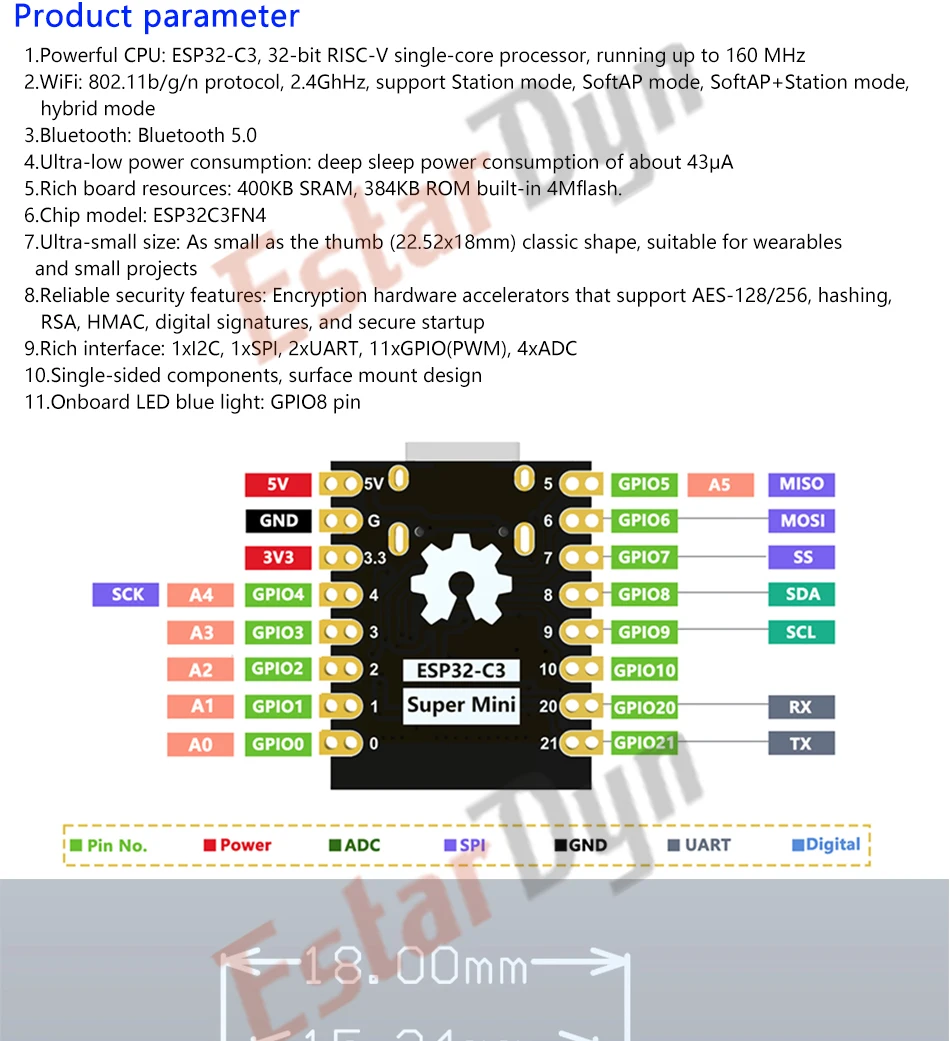 Product parameter
1.Powerful CPU: ESP32-C3, 32-bit RISC-V single-core processor, running up to 160 MHz
2.WiFi: 802.11b/g/n protocol, 2.4GhHz, support Station mode, SoftAP mode, SoftAP+Station mode,
hybrid mode
3.Bluetooth: Bluetooth 5.0
4.Ultra-low power consumption: deep sleep power consumption of about 43μA
5.Rich board resources: 400KB SRAM, 384KB ROM built-in 4Mflash.
6.Chip model: ESP32C3FN4
7.Ultra-small size: As small as the thumb (22.52x18mm) classic shape, suitable for wearables
and small projects
8.Reliable security features: Encryption hardware accelerators that support AES-128/256, hashing,
RSA, HMAC, digital signatures, and secure startup
9.Rich interface: 1xI2C, 1xSPI, 2xUART, 11xGPIO(PWM), 4xADC
10.Single-sided components, surface mount design
11.Onboard LED blue light: GPIO8 pin
EstarDyn
5V 5V 5 GPIO5 A5 MISO
GND G 6 GPIO6 MOSI
3V3 3.3 7 GPIO7 SS
SCK A4 GPIO4 4 8 GPIO8 SDA
A3 GPIO3 3 9 GPIO9 SCL
A2 GPIO2 2 ESP32-C3 10 GPIO10
A1 GPIO1 1 Super Mini 20 GPIO20 RX
A0 GPIO0 0 21 GPIO21 TX
Pin No. Power ADC SPI GND UART Digital
EstarDyn
18.00mm